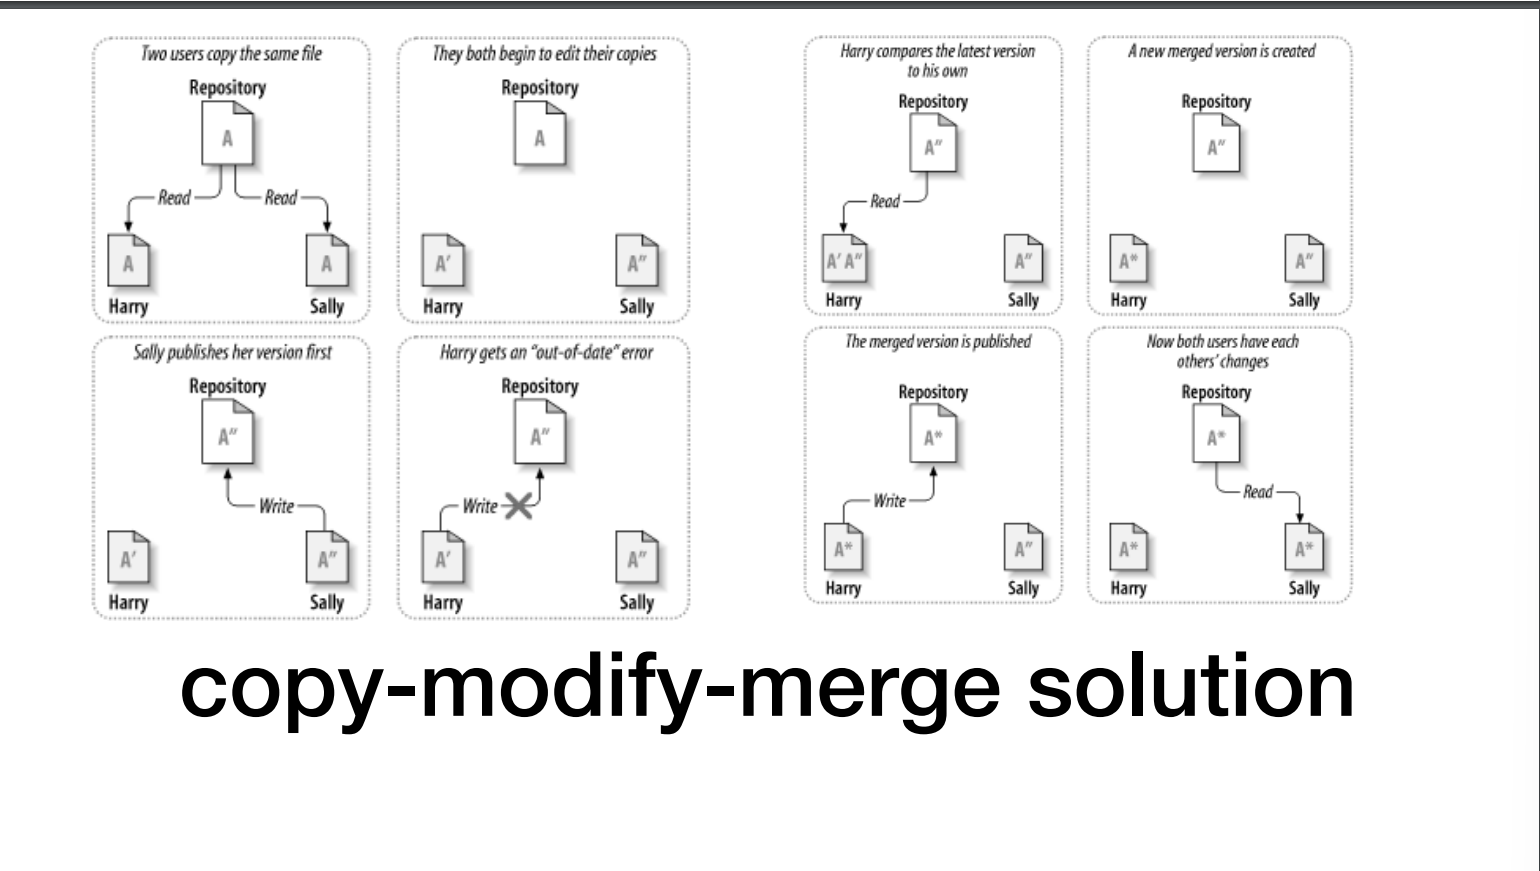 Two users copy the same file
Repository
A
Read Read
A A
Harry Sally
They both begin to edit their copies
Repository
A
A′ A″
Harry Sally
Sally publishes her version first
Repository
A″
Write
A′ A″
Harry Sally
Harry gets an “out-of-date” error
Repository
A″
Write
A′ A″
Harry Sally
Harry compares the latest version
to his own
Repository
A″
Read
A′ A″ A″
Harry Sally
A new merged version is created
Repository
A″
A* A″
Harry Sally
The merged version is published
Repository
A*
Write
A* A″
Harry Sally
Now both users have each
others’ changes
Repository
A*
Read
A* A*
Harry Sally
copy-modify-merge solution